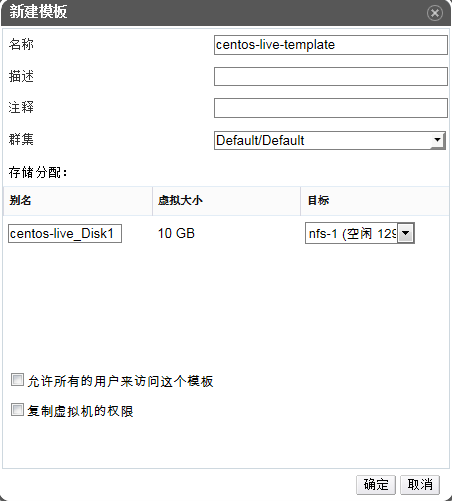 新建模板
名称 centos-live-template
描述
注释
群集 Default/Default
存储分配:
别名 虚拟大小 目标
centos-live_Disk1 10 GB nfs-1 (空闲 129
允许所有的用户来访问这个模板
复制虚拟机的权限
确定 取消